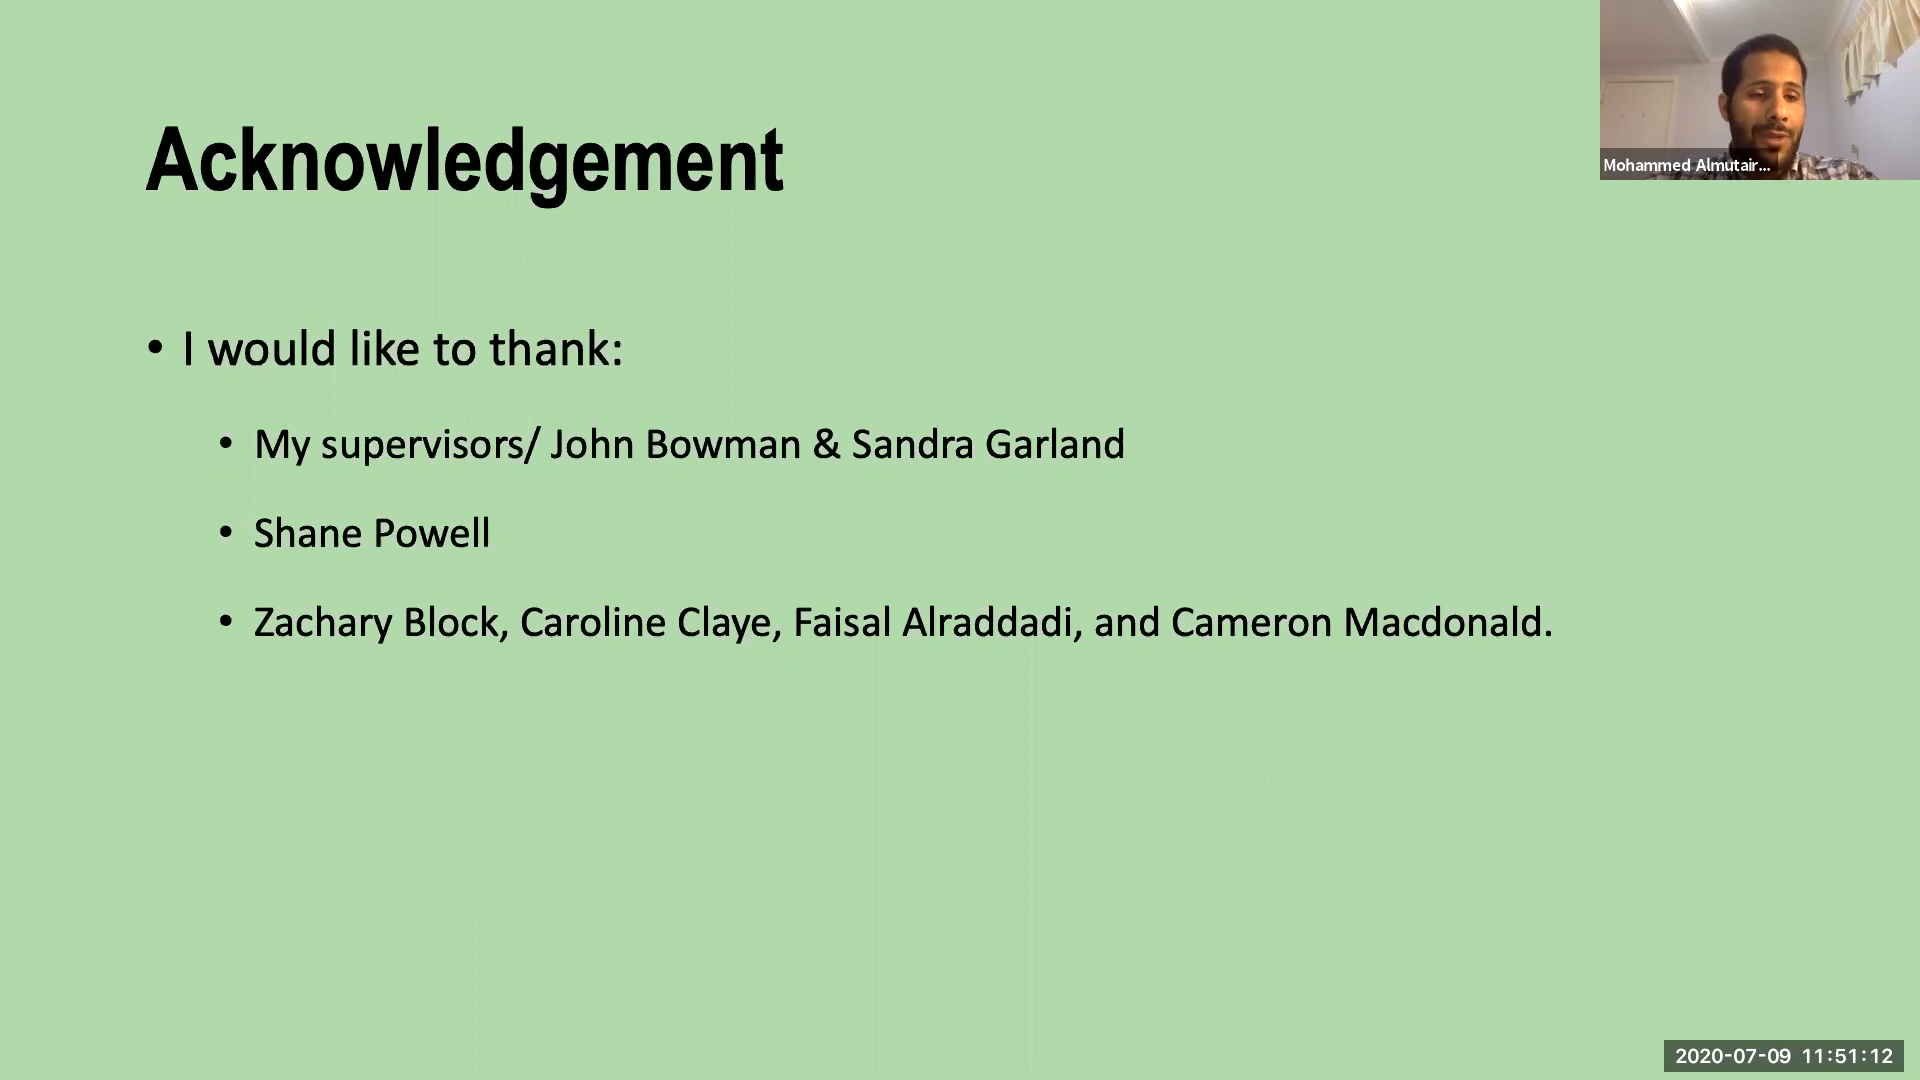 Acknowledgement
Mohammed Almutair...
• I would like to thank:
• My supervisors/ John Bowman & Sandra Garland
• Shane Powell
• Zachary Block, Caroline Claye, Faisal Alraddadi, and Cameron Macdonald.
2020-07-09 11:51:12